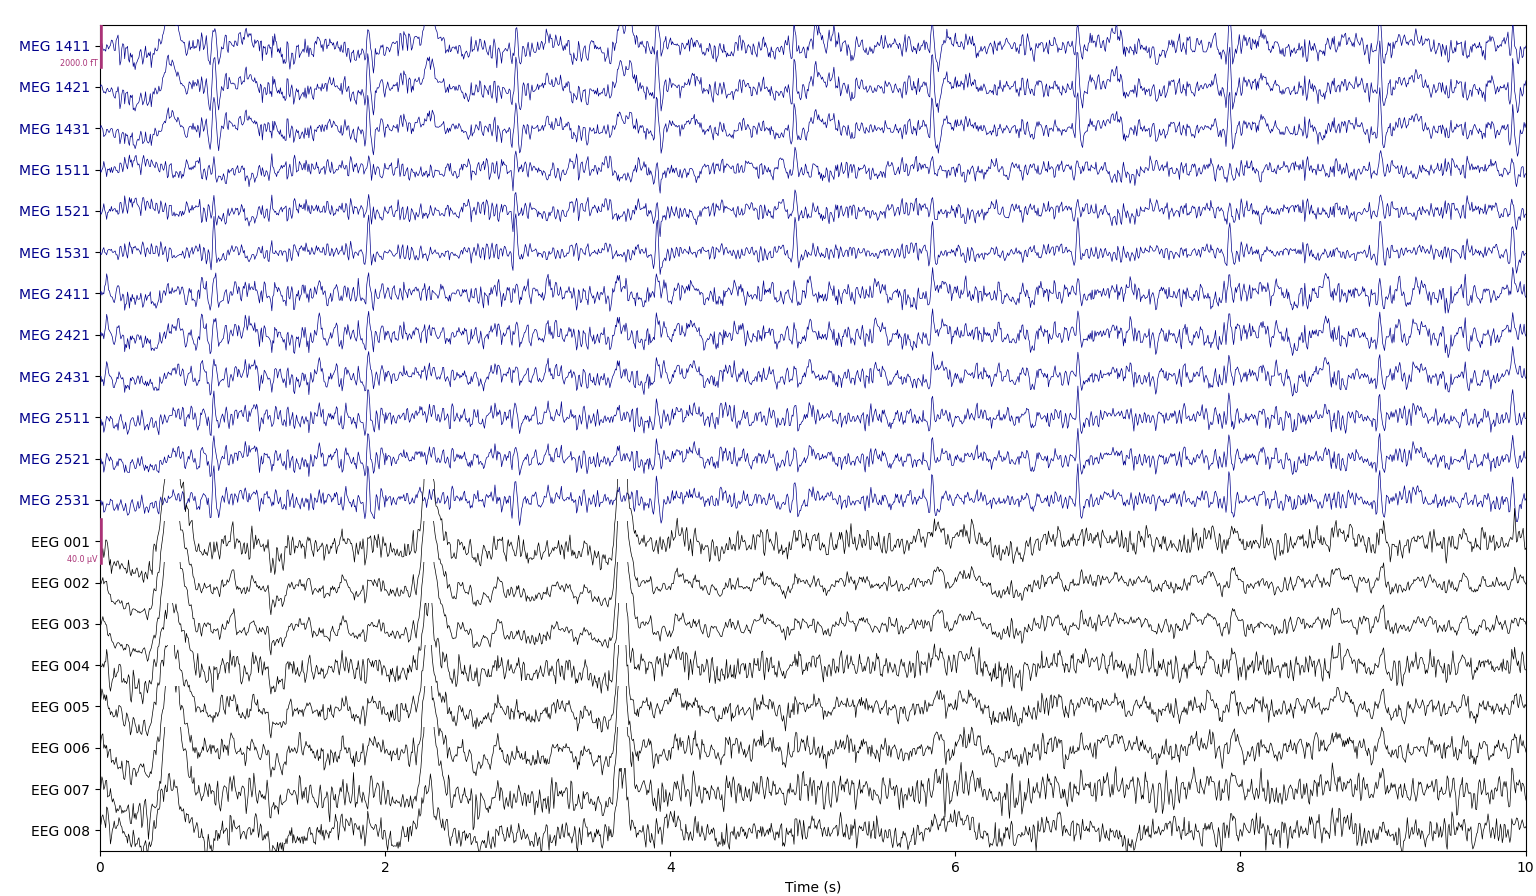 MEG 1411
2000.0 fT
MEG 1421
MEG 1431
MEG 1511
MEG 1521
MEG 1531
MEG 2411
MEG 2421
MEG 2431
MEG 2511
MEG 2521
MEG 2531
EEG 001
40.0 µV
EEG 002
EEG 003
EEG 004
EEG 005
EEG 006
EEG 007
EEG 008
0 2 4 6 8 10
Time (s)